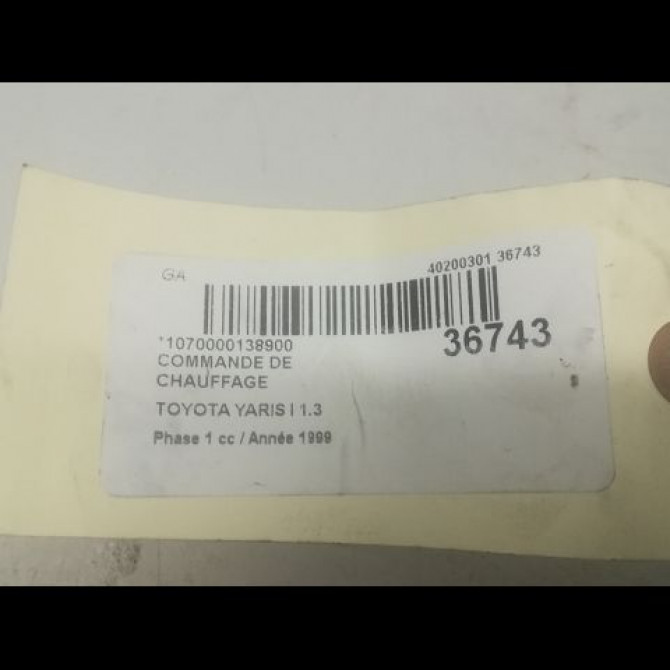 GA
40200301 36743
*1070000138900
36743
COMMANDE DE
CHAUFFAGE
TOYOTA YARIS I 1.3
Phase 1 cc / Année 1999